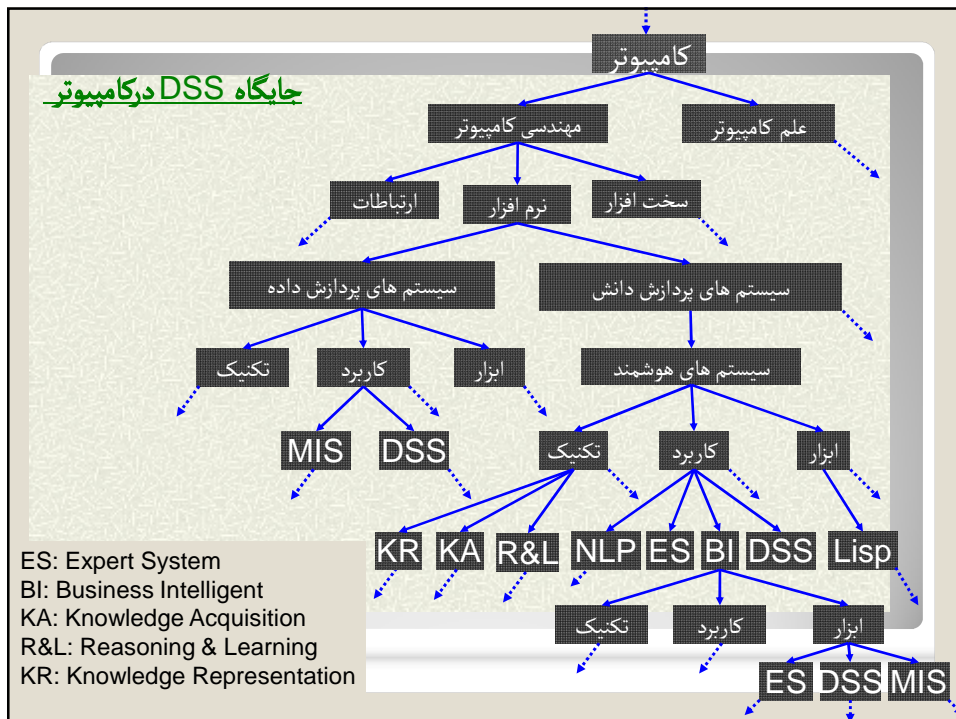 کامپیوتر
جایگاه DSS درکامپیوتر
علم کامپیوتر
مهندسی کامپیوتر
سخت افزار
نرم افزار
ارتباطات
سیستم های پردازش دانش
سیستم های پردازش داده
سیستم های هوشمند
ابزار
کاربرد
تکنیک
ابزار
کاربرد
تکنیک
MIS DSS
KR KA R&L NLP ES BI DSS Lisp
ابزار
کاربرد
تکنیک
ES DSS MIS
ES: Expert System
BI: Business Intelligent
KA: Knowledge Acquisition
R&L: Reasoning & Learning
KR: Knowledge Representation